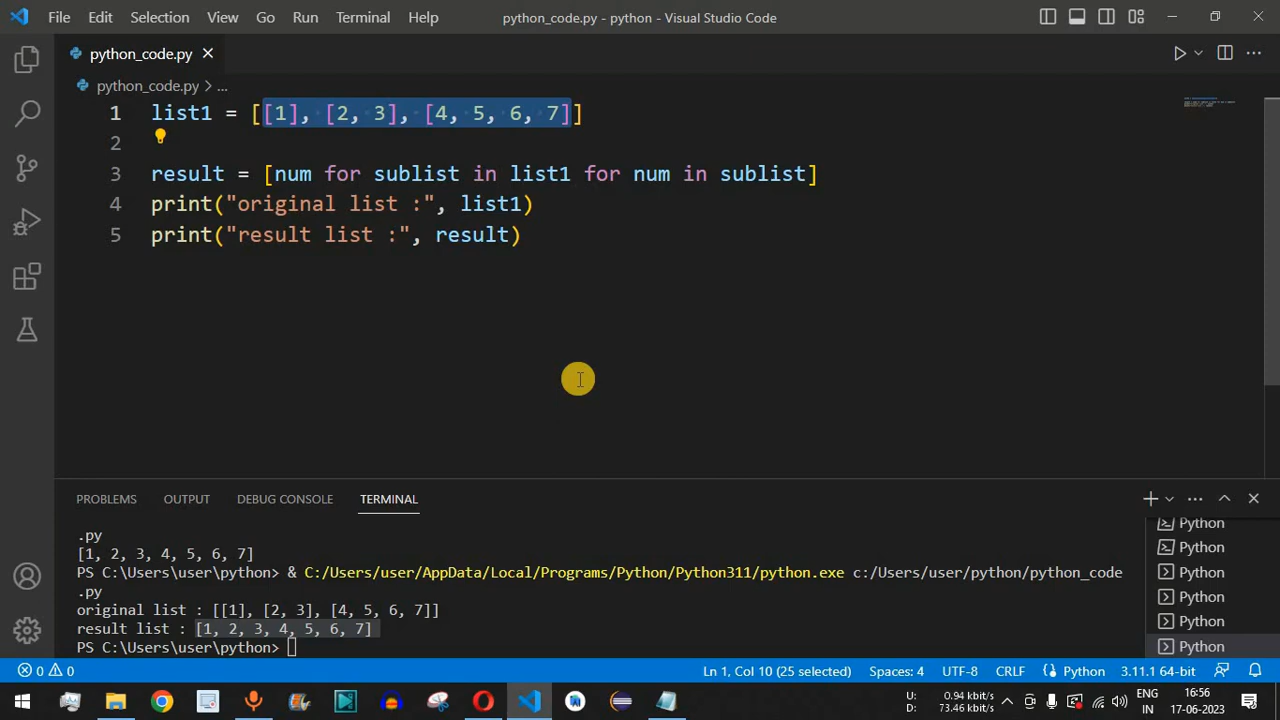 File Edit Selection View Go Run Terminal Help python_code.py - python - Visual Studio Code
python_code.py
python_code.py > ...
1 list1 = [[1], [2, 3], [4, 5, 6, 7]]
2
3 result = [num for sublist in list1 for num in sublist]
4 print("original list :", list1)
5 print("result list :", result)
PROBLEMS OUTPUT DEBUG CONSOLE TERMINAL
.py
[1, 2, 3, 4, 5, 6, 7]
PS C:\Users\user\python> & C:/Users/user/AppData/Local/Programs/Python/Python311/python.exe c:/Users/user/python/python_code
.py
original list : [[1], [2, 3], [4, 5, 6, 7]]
result list : [1, 2, 3, 4, 5, 6, 7]
PS C:\Users\user\python>
Python
Python
Python
Python
Python
Python
0 0 Ln 1, Col 10 (25 selected) Spaces: 4 UTF-8 CRLF Python 3.11.1 64-bit
U: 0.94 kbit/s
D: 73.46 kbit/s
ENG
IN
16:56
17-06-2023